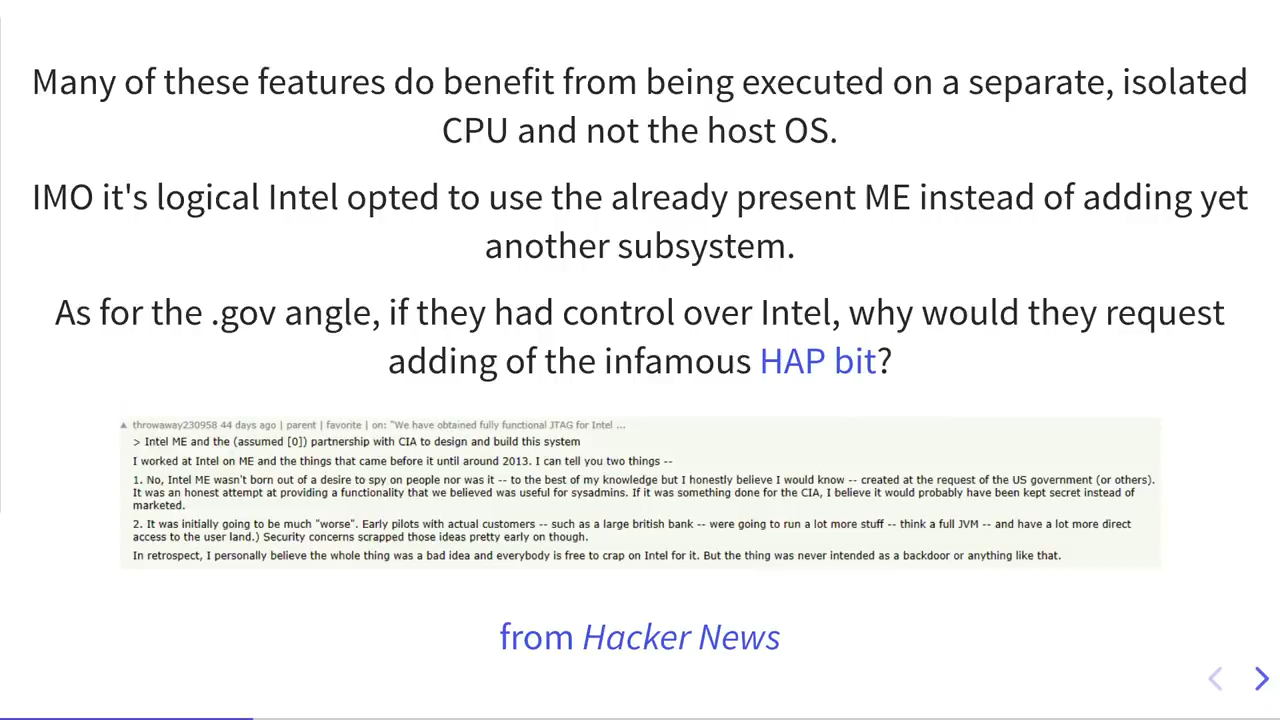 Many of these features do benefit from being executed on a separate, isolated
CPU and not the host OS.
IMO it's logical Intel opted to use the already present ME instead of adding yet
another subsystem.
As for the .gov angle, if they had control over Intel, why would they request
adding of the infamous HAP bit?
▲ throwaway230958 44 days ago | parent | favorite | on: "We have obtained fully functional JTAG for Intel ...
> Intel ME and the (assumed [0]) partnership with CIA to design and build this system
I worked at Intel on ME and the things that came before it until around 2013. I can tell you two things --
1. No, Intel ME wasn't born out of a desire to spy on people nor was it -- to the best of my knowledge but I honestly believe I would know -- created at the request of the US government (or others).
It was an honest attempt at providing a functionality that we believed was useful for sysadmins. If it was something done for the CIA, I believe it would probably have been kept secret instead of
marketed.
2. It was initially going to be much "worse". Early pilots with actual customers -- such as a large british bank -- were going to run a lot more stuff -- think a full JVM -- and have a lot more direct
access to the user land.) Security concerns scrapped those ideas pretty early on though.
In retrospect, I personally believe the whole thing was a bad idea and everybody is free to crap on Intel for it. But the thing was never intended as a backdoor or anything like that.
from Hacker News